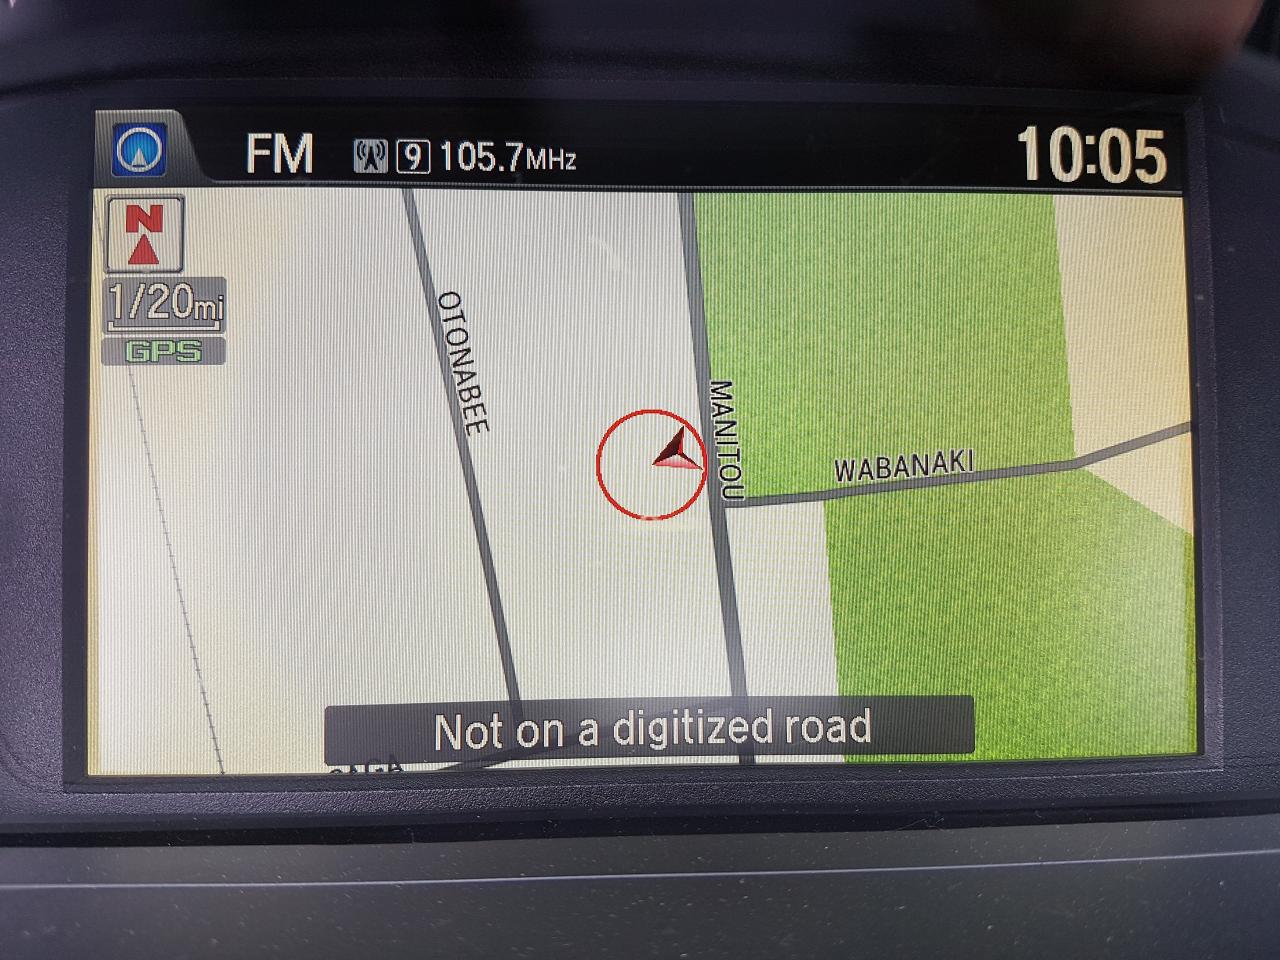 FM 9 105.7MHz 10:05
N
1/20mi
GPS
OTONABEE
MANITOU
WABANAKI
Not on a digitized road